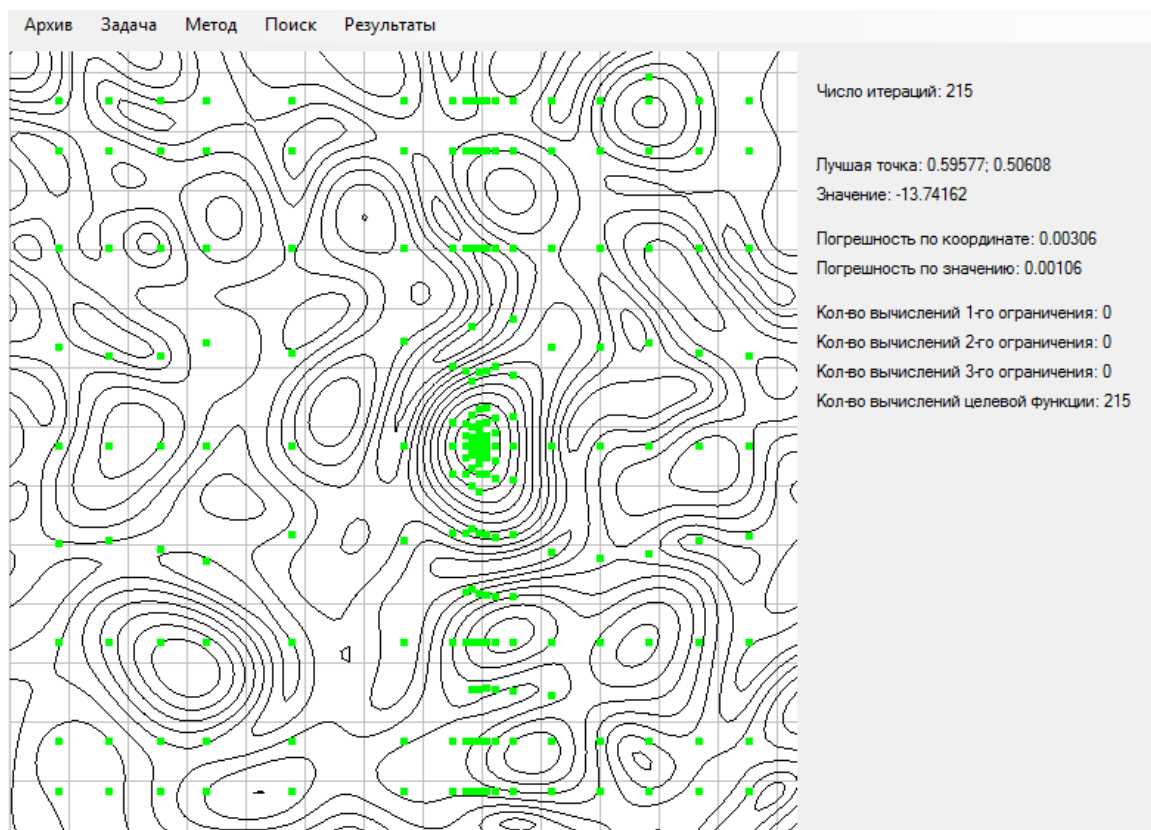 Архив Задача Метод Поиск Результаты
Число итераций: 215
Лучшая точка: 0.59577; 0.50608
Значение: -13.74162
Погрешность по координате: 0.00306
Погрешность по значению: 0.00106
Кол-во вычислений 1-го ограничения: 0
Кол-во вычислений 2-го ограничения: 0
Кол-во вычислений 3-го ограничения: 0
Кол-во вычислений целевой функции: 215